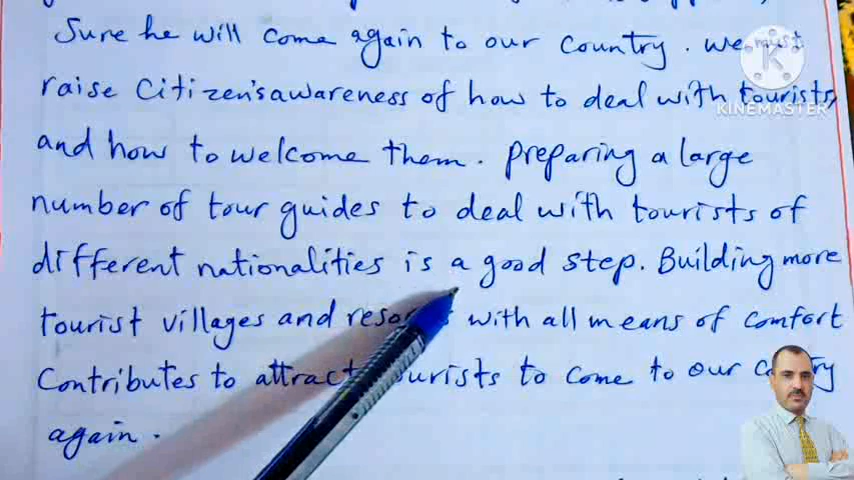 Sure he will come again to our country. we must
raise Citizen's awareness of how to deal with tourists,
and how to welcome them. Preparing a large
number of tour guides to deal with tourists of
different nationalities is a good step. Building more
tourist villages and resorts with all means of comfort
Contributes to attract tourists to come to our country
again.
K
KINEMASTER